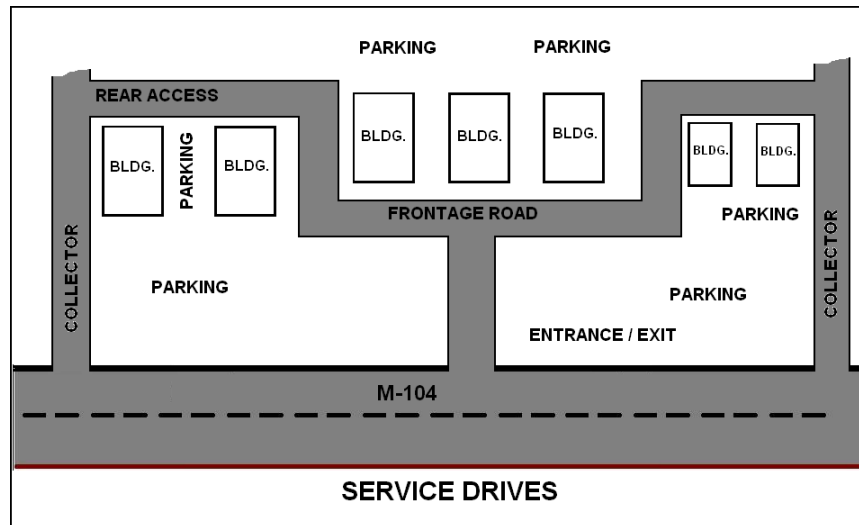 PARKING PARKING
REAR ACCESS
BLDG. BLDG. BLDG.
BLDG. PARKING BLDG.
BLDG. BLDG.
FRONTAGE ROAD
PARKING
COLLECTOR
COLLECTOR
PARKING
PARKING
ENTRANCE / EXIT
M-104
SERVICE DRIVES